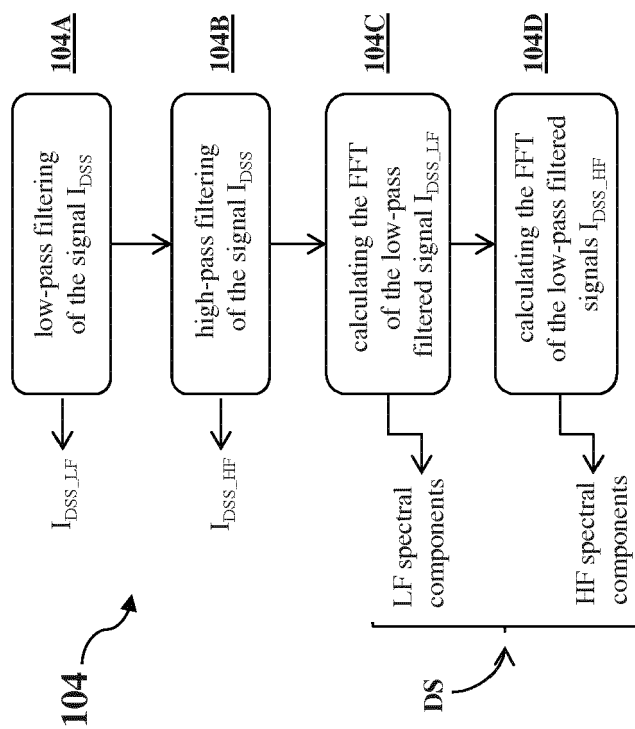 104
104A
low-pass filtering
of the signal I_DSS
I_DSS_LF
104B
high-pass filtering
of the signal I_DSS
I_DSS_HF
104C
calculating the FFT
of the low-pass
filtered signal I_DSS_LF
LF spectral
components
104D
calculating the FFT
of the low-pass filtered
signals I_DSS_HF
HF spectral
components
DS